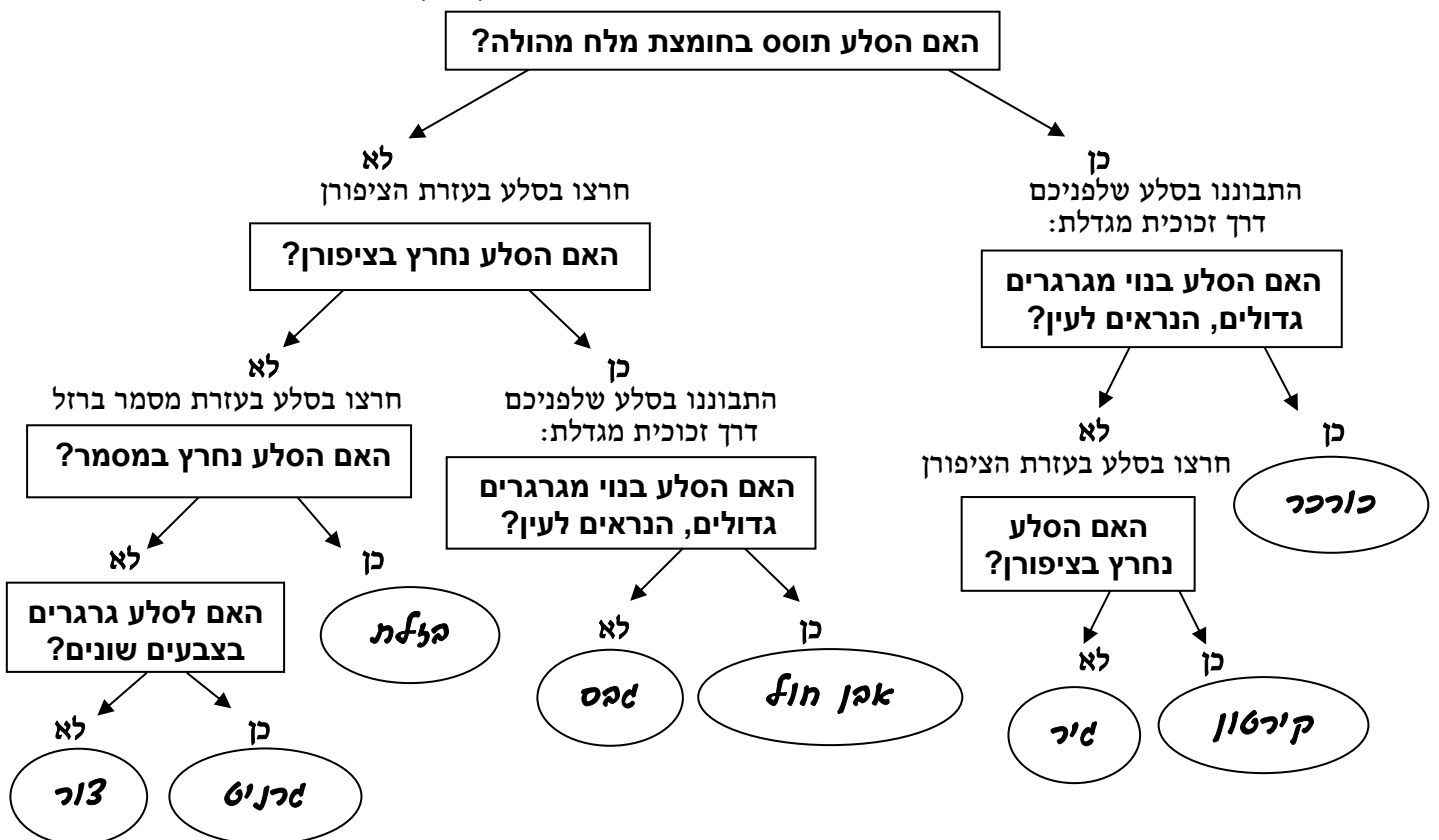 האם הסלע תוסס בחומצת מלח מהולה?
כן
התבוננו בסלע שלפניכם
דרך זכוכית מגדלת:
האם הסלע בנוי מגרגרים
גדולים, הנראים לעין?
כן
כורכר
לא
חרצו בסלע בעזרת הציפורן
האם הסלע
נחרץ בציפורן?
כן
קירטון
לא
גיר
לא
חרצו בסלע בעזרת הציפורן
האם הסלע נחרץ בציפורן?
כן
התבוננו בסלע שלפניכם
דרך זכוכית מגדלת:
האם הסלע בנוי מגרגרים
גדולים, הנראים לעין?
כן
אבן חול
לא
גבס
לא
חרצו בסלע בעזרת מסמר ברזל
האם הסלע נחרץ במסמר?
כן
בזלת
לא
האם לסלע גרגרים
בצבעים שונים?
כן
גרניט
לא
צור